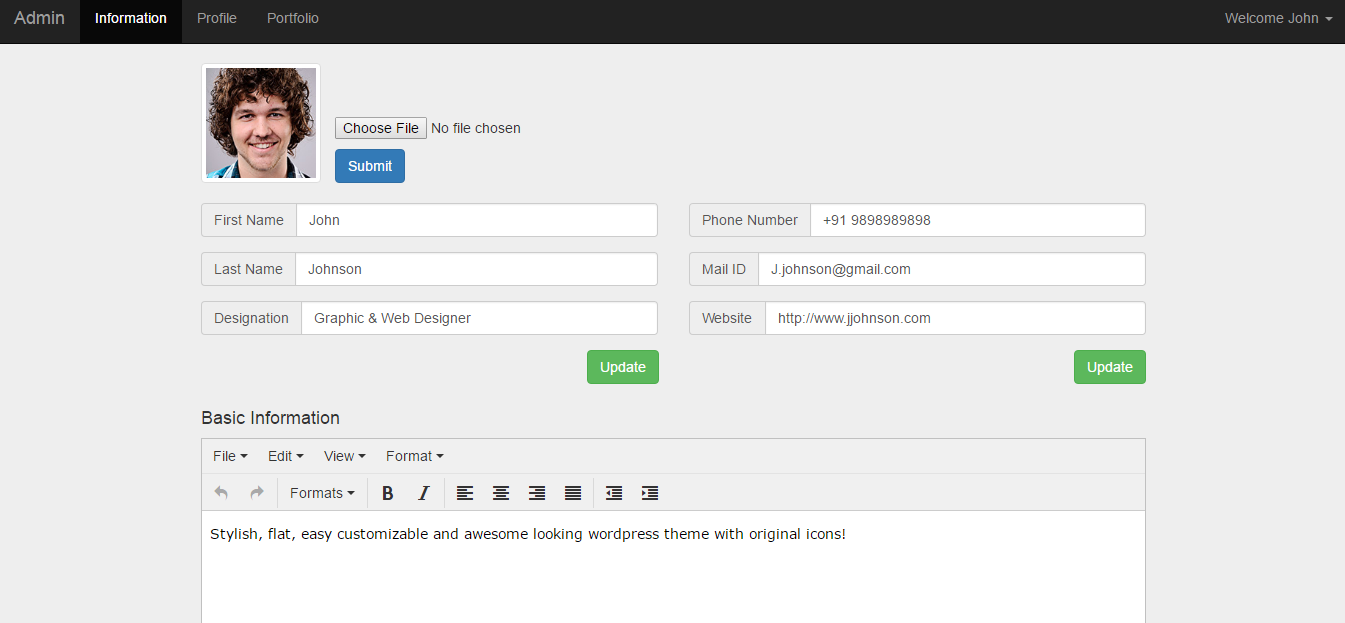 Admin Information Profile Portfolio Welcome John
Choose File No file chosen
Submit
First Name John
Phone Number +91 9898989898
Last Name Johnson
Mail ID J.johnson@gmail.com
Designation Graphic & Web Designer
Website http://www.jjohnson.com
Update Update
Basic Information
File Edit View Format
Formats B I
Stylish, flat, easy customizable and awesome looking wordpress theme with original icons!